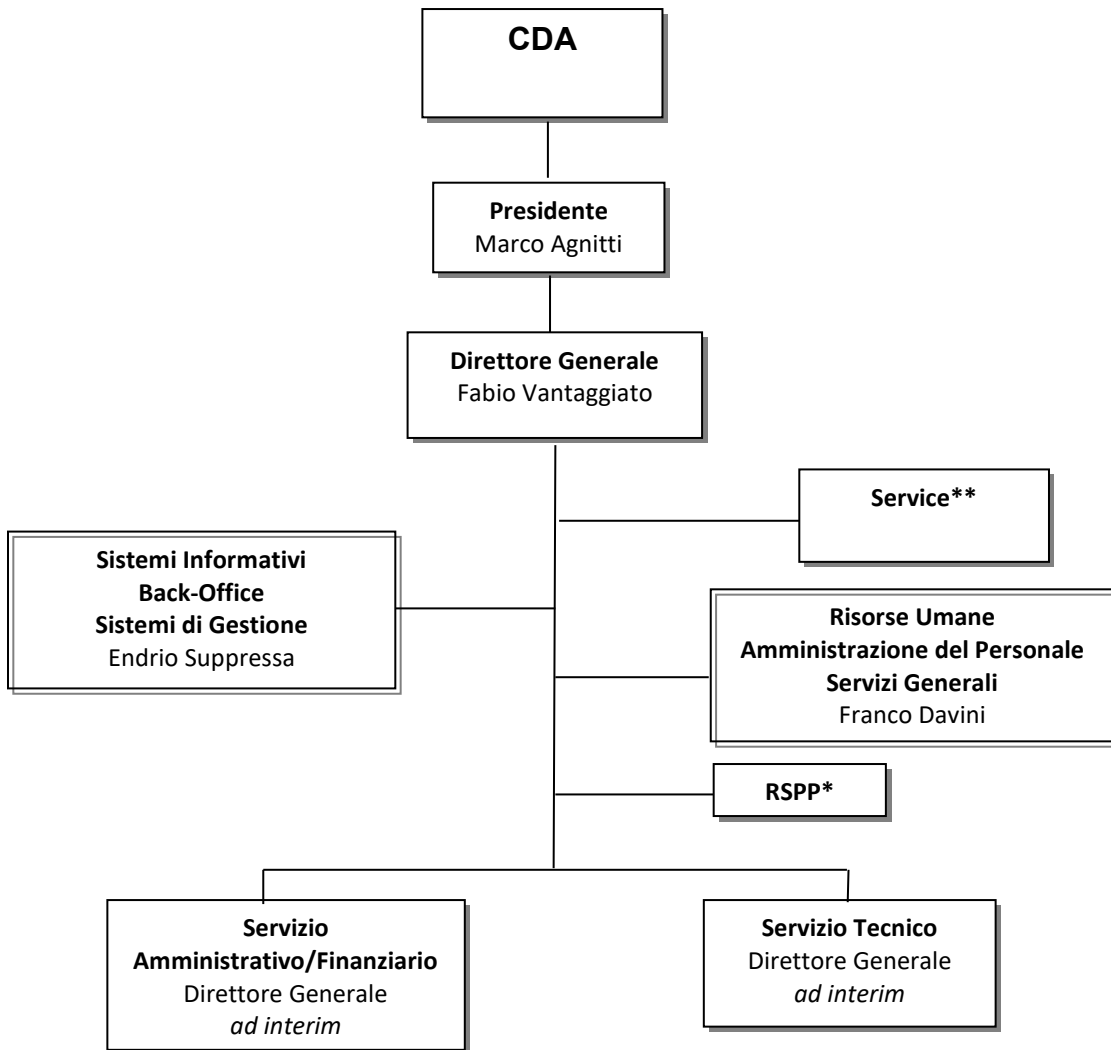 CDA
Presidente
Marco Agnitti
Direttore Generale
Fabio Vantaggiato
Service**
Sistemi Informativi
Back-Office
Sistemi di Gestione
Endrio Suppressa
Risorse Umane
Amministrazione del Personale
Servizi Generali
Franco Davini
RSPP*
Servizio
Amministrativo/Finanziario
Direttore Generale
ad interim
Servizio Tecnico
Direttore Generale
ad interim